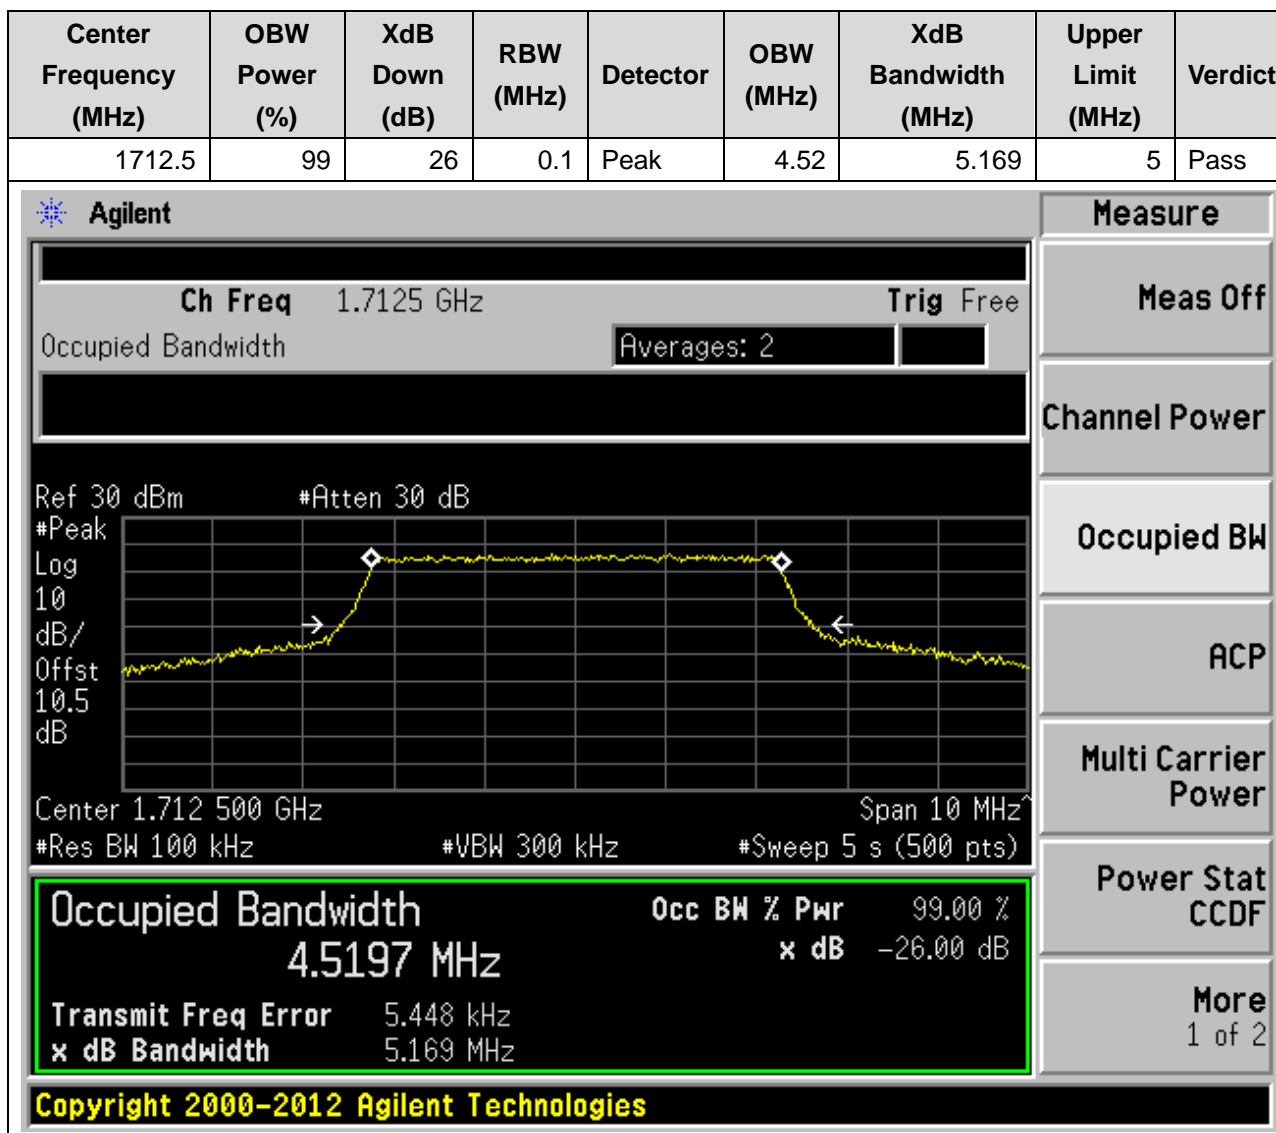 Center Frequency (MHz) OBW Power (%) XdB Down (dB) RBW (MHz) Detector OBW (MHz) XdB Bandwidth (MHz) Upper Limit (MHz) Verdict
1712.5 99 26 0.1 Peak 4.52 5.169 5 Pass
Agilent
Measure
Ch Freq 1.7125 GHz Trig Free
Occupied Bandwidth Averages: 2
Meas Off
Channel Power
Occupied BW
ACP
Multi Carrier
Power
Power Stat
CCDF
More
1 of 2
Ref 30 dBm #Atten 30 dB
#Peak
Log
10
dB/
Offst
10.5
dB
Center 1.712 500 GHz Span 10 MHz^
#Res BW 100 kHz #VBW 300 kHz #Sweep 5 s (500 pts)
Occupied Bandwidth Occ BW % Pwr 99.00 %
4.5197 MHz x dB -26.00 dB
Transmit Freq Error 5.448 kHz
x dB Bandwidth 5.169 MHz
Copyright 2000-2012 Agilent Technologies